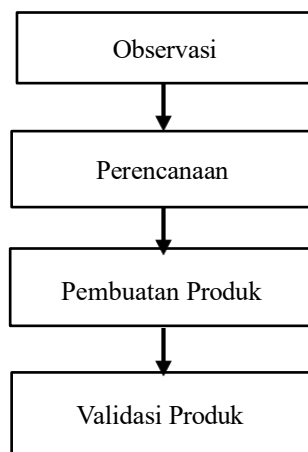 Observasi
Perencanaan
Pembuatan Produk
Validasi Produk